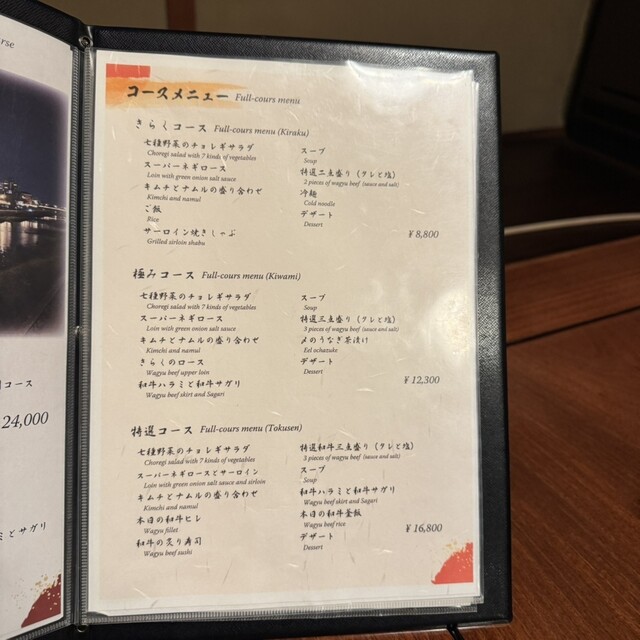 rse
コース
24,000
ミとサガリ
コースメニュー Full-cours menu
きらくコース Full-cours menu (Kiraku)
七種野菜のチョレギサラダ
Choregi salad with 7 kinds of vegetables
スーパーネギロース
Loin with green onion salt sauce
キムチとナムルの盛り合わせ
Kimchi and namul
ご飯
Rice
サーロイン焼きしゃぶ
Grilled sirloin shabu
スープ
Soup
特選二点盛り（タレと塩）
2 pieces of wagyu beef (sauce and salt)
冷麺
Cold noodle
デザート
Dessert
¥8,800
極みコース Full-cours menu (Kiwami)
七種野菜のチョレギサラダ
Choregi salad with 7 kinds of vegetables
スーパーネギロース
Loin with green onion salt sauce
キムチとナムルの盛り合わせ
Kimchi and namul
きらくのロース
Wagyu beef upper loin
和牛ハラミと和牛サガリ
Wagyu beef skirt and Sagari
スープ
Soup
特選三点盛り（タレと塩）
3 pieces of wagyu beef (sauce and salt)
〆のうなぎ茶漬け
Eel ochazuke
デザート
Dessert
¥12,300
特選コース Full-cours menu (Tokusen)
七種野菜のチョレギサラダ
Choregi salad with 7 kinds of vegetables
スーパーネギロースとサーロイン
Loin with green onion salt sauce and sirloin
キムチとナムルの盛り合わせ
Kimchi and namul
本日の和牛ヒレ
Wagyu fillet
和牛の炙り寿司
Wagyu beef sushi
特選和牛三点盛り（タレと塩）
3 pieces of wagyu beef (sauce and salt)
スープ
Soup
和牛ハラミと和牛サガリ
Wagyu beef skirt and Sagari
本日の和牛釜飯
Wagyu beef rice
デザート
Dessert
¥16,800